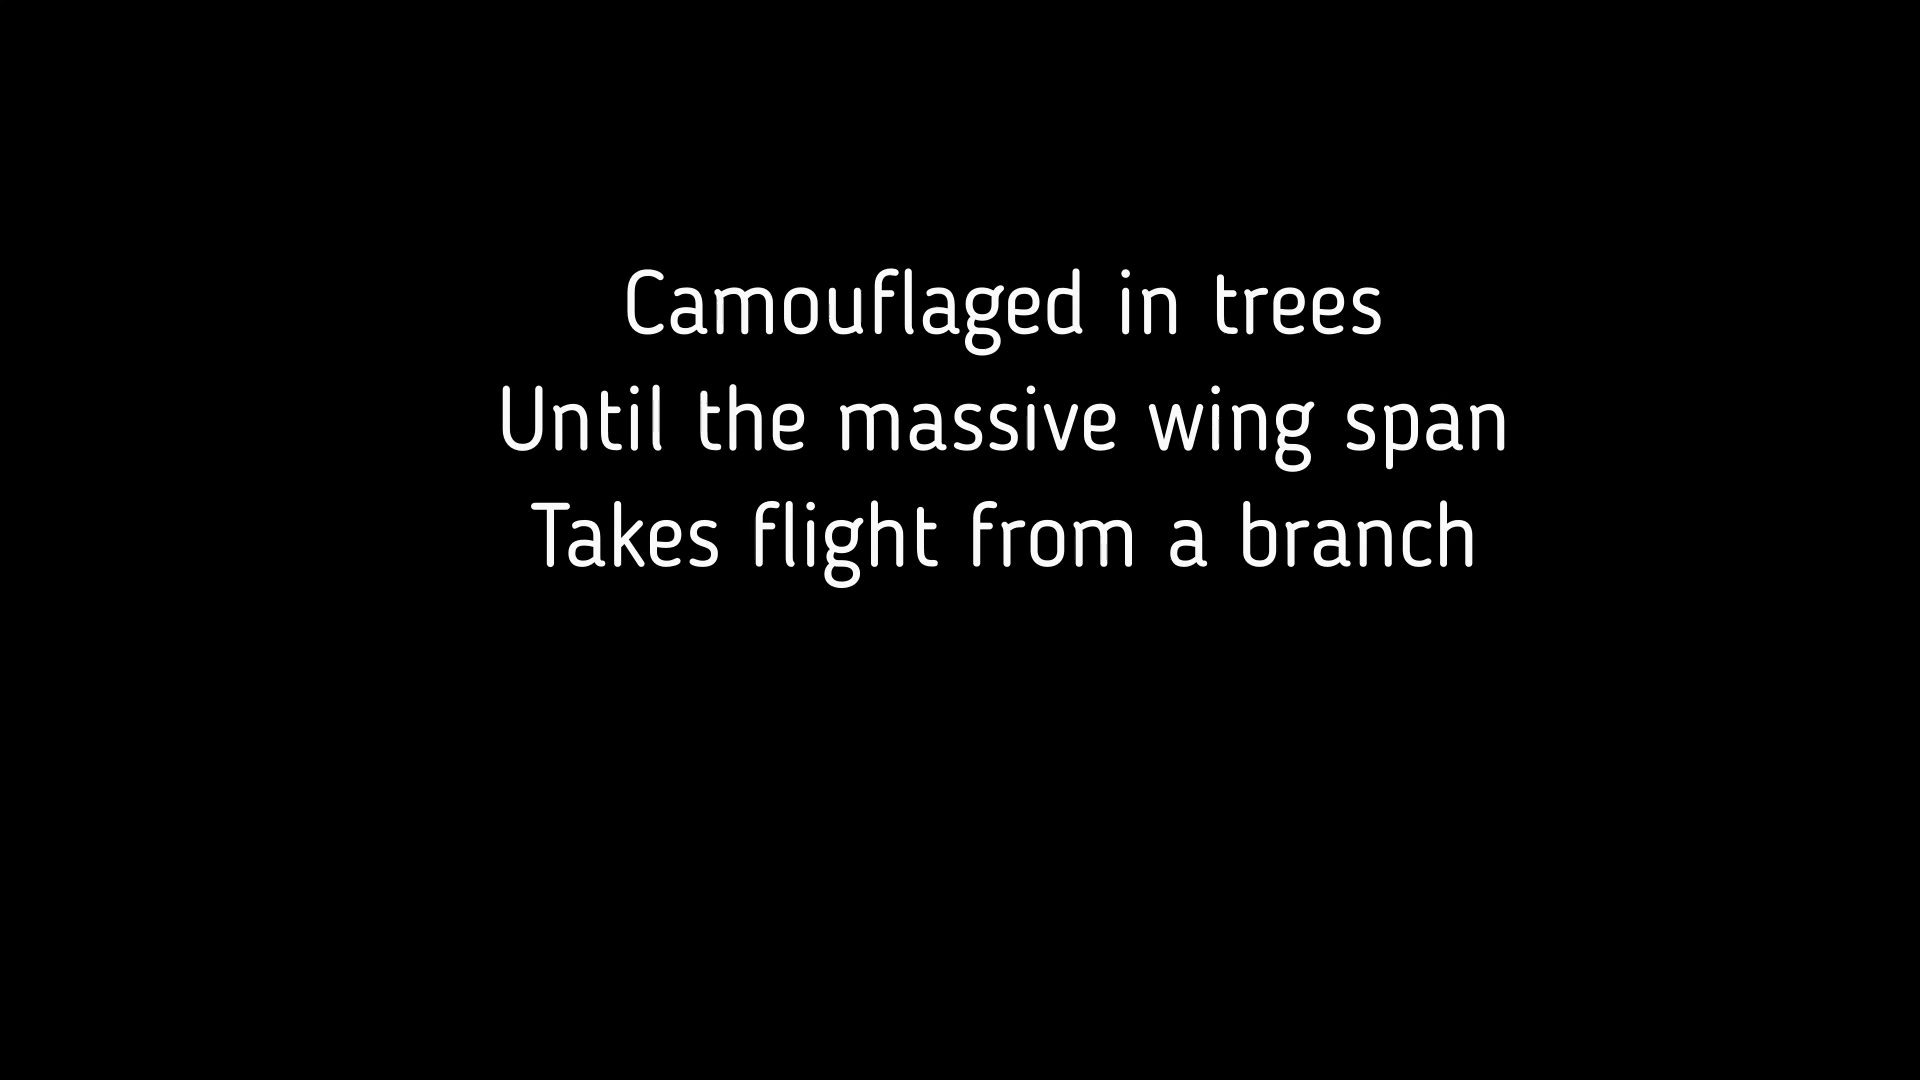 Camouflaged in trees
Until the massive wing span
Takes flight from a branch